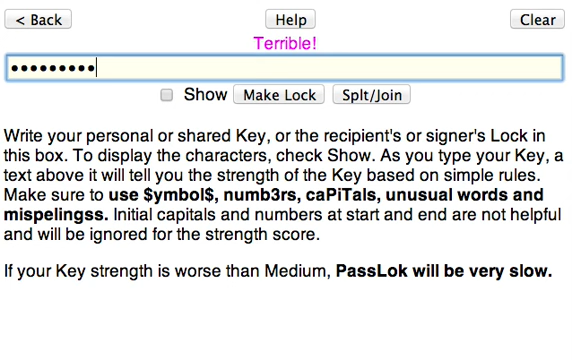 < Back Help Clear
Terrible!
•••••••••
Show Make Lock Splt/Join
Write your personal or shared Key, or the recipient's or signer's Lock in
this box. To display the characters, check Show. As you type your Key, a
text above it will tell you the strength of the Key based on simple rules.
Make sure to use $ymbol$, numb3rs, caPiTals, unusual words and
mispelingss. Initial capitals and numbers at start and end are not helpful
and will be ignored for the strength score.
If your Key strength is worse than Medium, PassLok will be very slow.